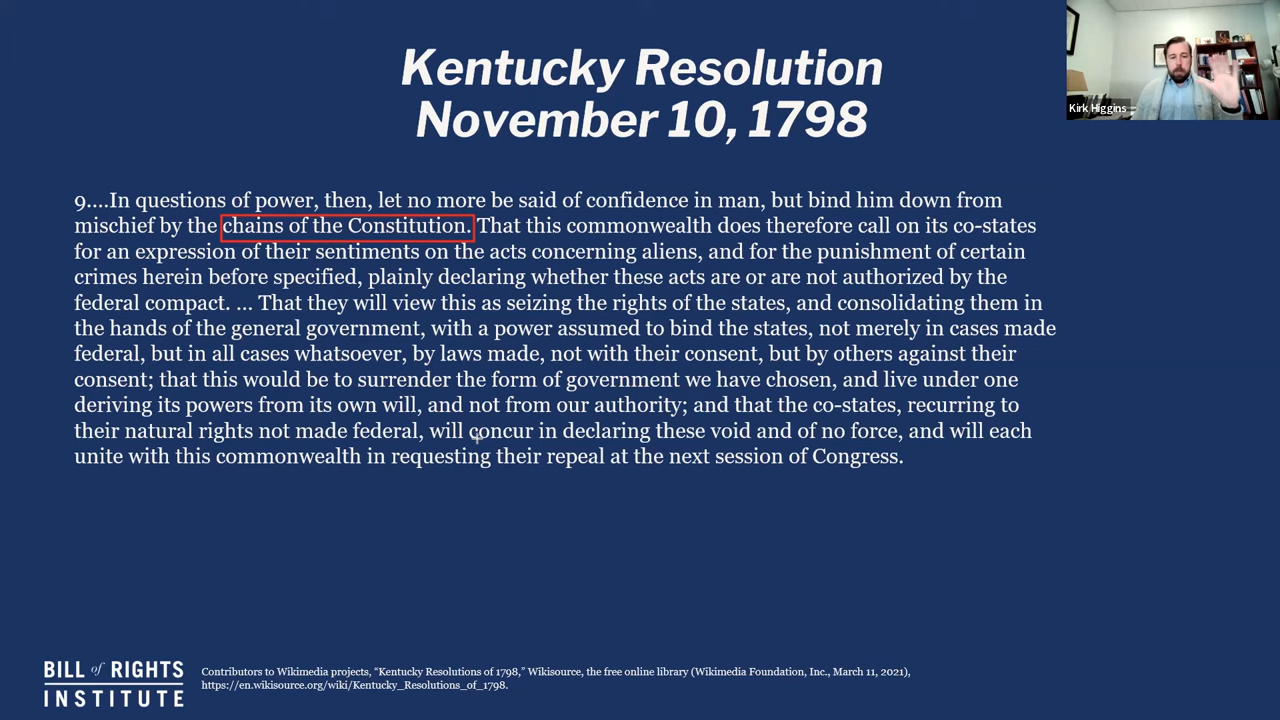 Kentucky Resolution
November 10, 1798
Kirk Higgins
9....In questions of power, then, let no more be said of confidence in man, but bind him down from
mischief by the chains of the Constitution. That this commonwealth does therefore call on its co-states
for an expression of their sentiments on the acts concerning aliens, and for the punishment of certain
crimes herein before specified, plainly declaring whether these acts are or are not authorized by the
federal compact. ... That they will view this as seizing the rights of the states, and consolidating them in
the hands of the general government, with a power assumed to bind the states, not merely in cases made
federal, but in all cases whatsoever, by laws made, not with their consent, but by others against their
consent; that this would be to surrender the form of government we have chosen, and live under one
deriving its powers from its own will, and not from our authority; and that the co-states, recurring to
their natural rights not made federal, will concur in declaring these void and of no force, and will each
unite with this commonwealth in requesting their repeal at the next session of Congress.
BILL of RIGHTS
INSTITUTE
Contributors to Wikimedia projects, “Kentucky Resolutions of 1798,” Wikisource, the free online library (Wikimedia Foundation, Inc., March 11, 2021),
https://en.wikisource.org/wiki/Kentucky_Resolutions_of_1798.